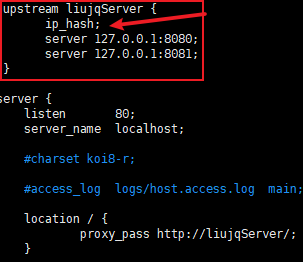 upstream liujqServer {
ip_hash;
server 127.0.0.1:8080;
server 127.0.0.1:8081;
}
server {
listen 80;
server_name localhost;
#charset koi8-r;
#access_log logs/host.access.log main;
location / {
proxy_pass http://liujqServer/;
}